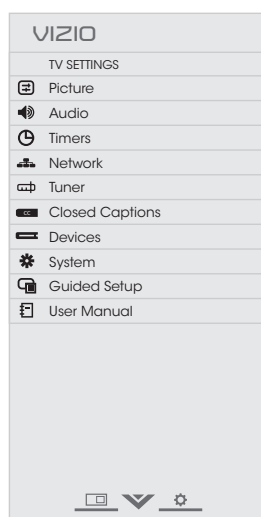 VIZIO
TV SETTINGS
Picture
Audio
Timers
Network
Tuner
CC Closed Captions
Devices
System
Guided Setup
User Manual